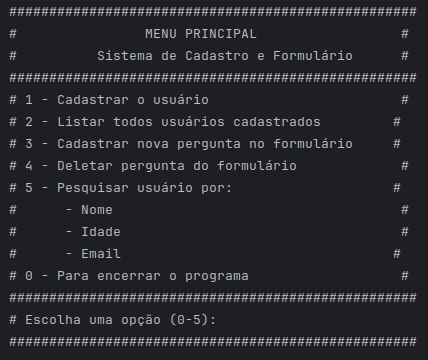 ###################################################
#                MENU PRINCIPAL                  #
#          Sistema de Cadastro e Formulário      #
###################################################
# 1 - Cadastrar o usuário                        #
# 2 - Listar todos usuários cadastrados         #
# 3 - Cadastrar nova pergunta no formulário     #
# 4 - Deletar pergunta do formulário             #
# 5 - Pesquisar usuário por:                    #
#      - Nome                                    #
#      - Idade                                   #
#      - Email                                  #
# 0 - Para encerrar o programa                   #
###################################################
# Escolha uma opção (0-5):
###################################################